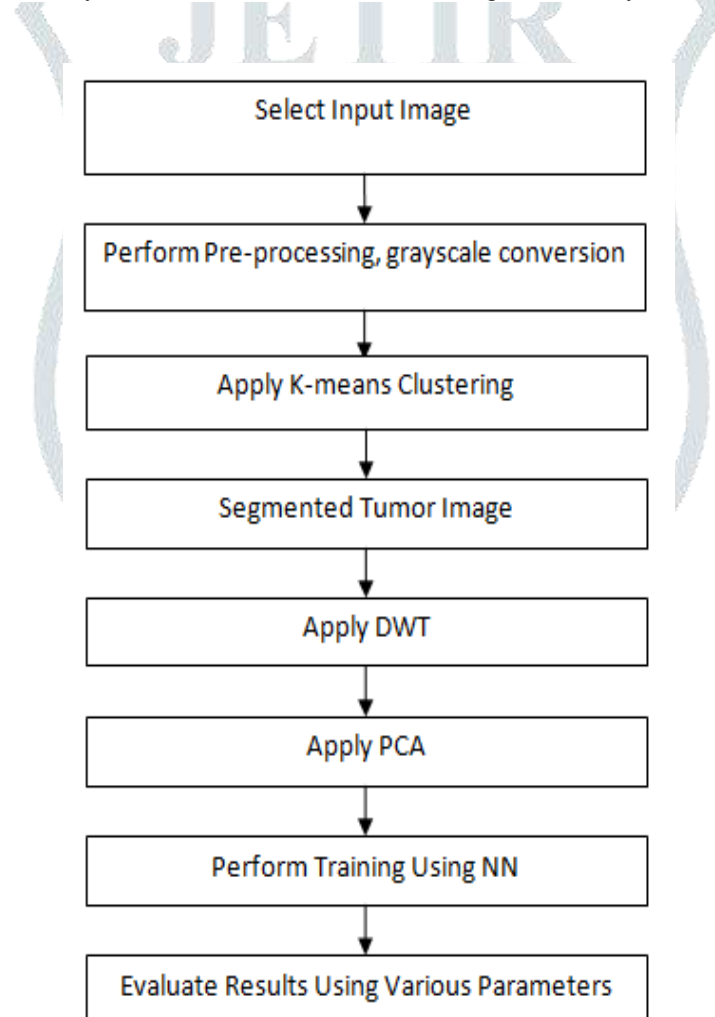 JETIR
Select Input Image
Perform Pre-processing, grayscale conversion
Apply K-means Clustering
Segmented Tumor Image
Apply DWT
Apply PCA
Perform Training Using NN
Evaluate Results Using Various Parameters